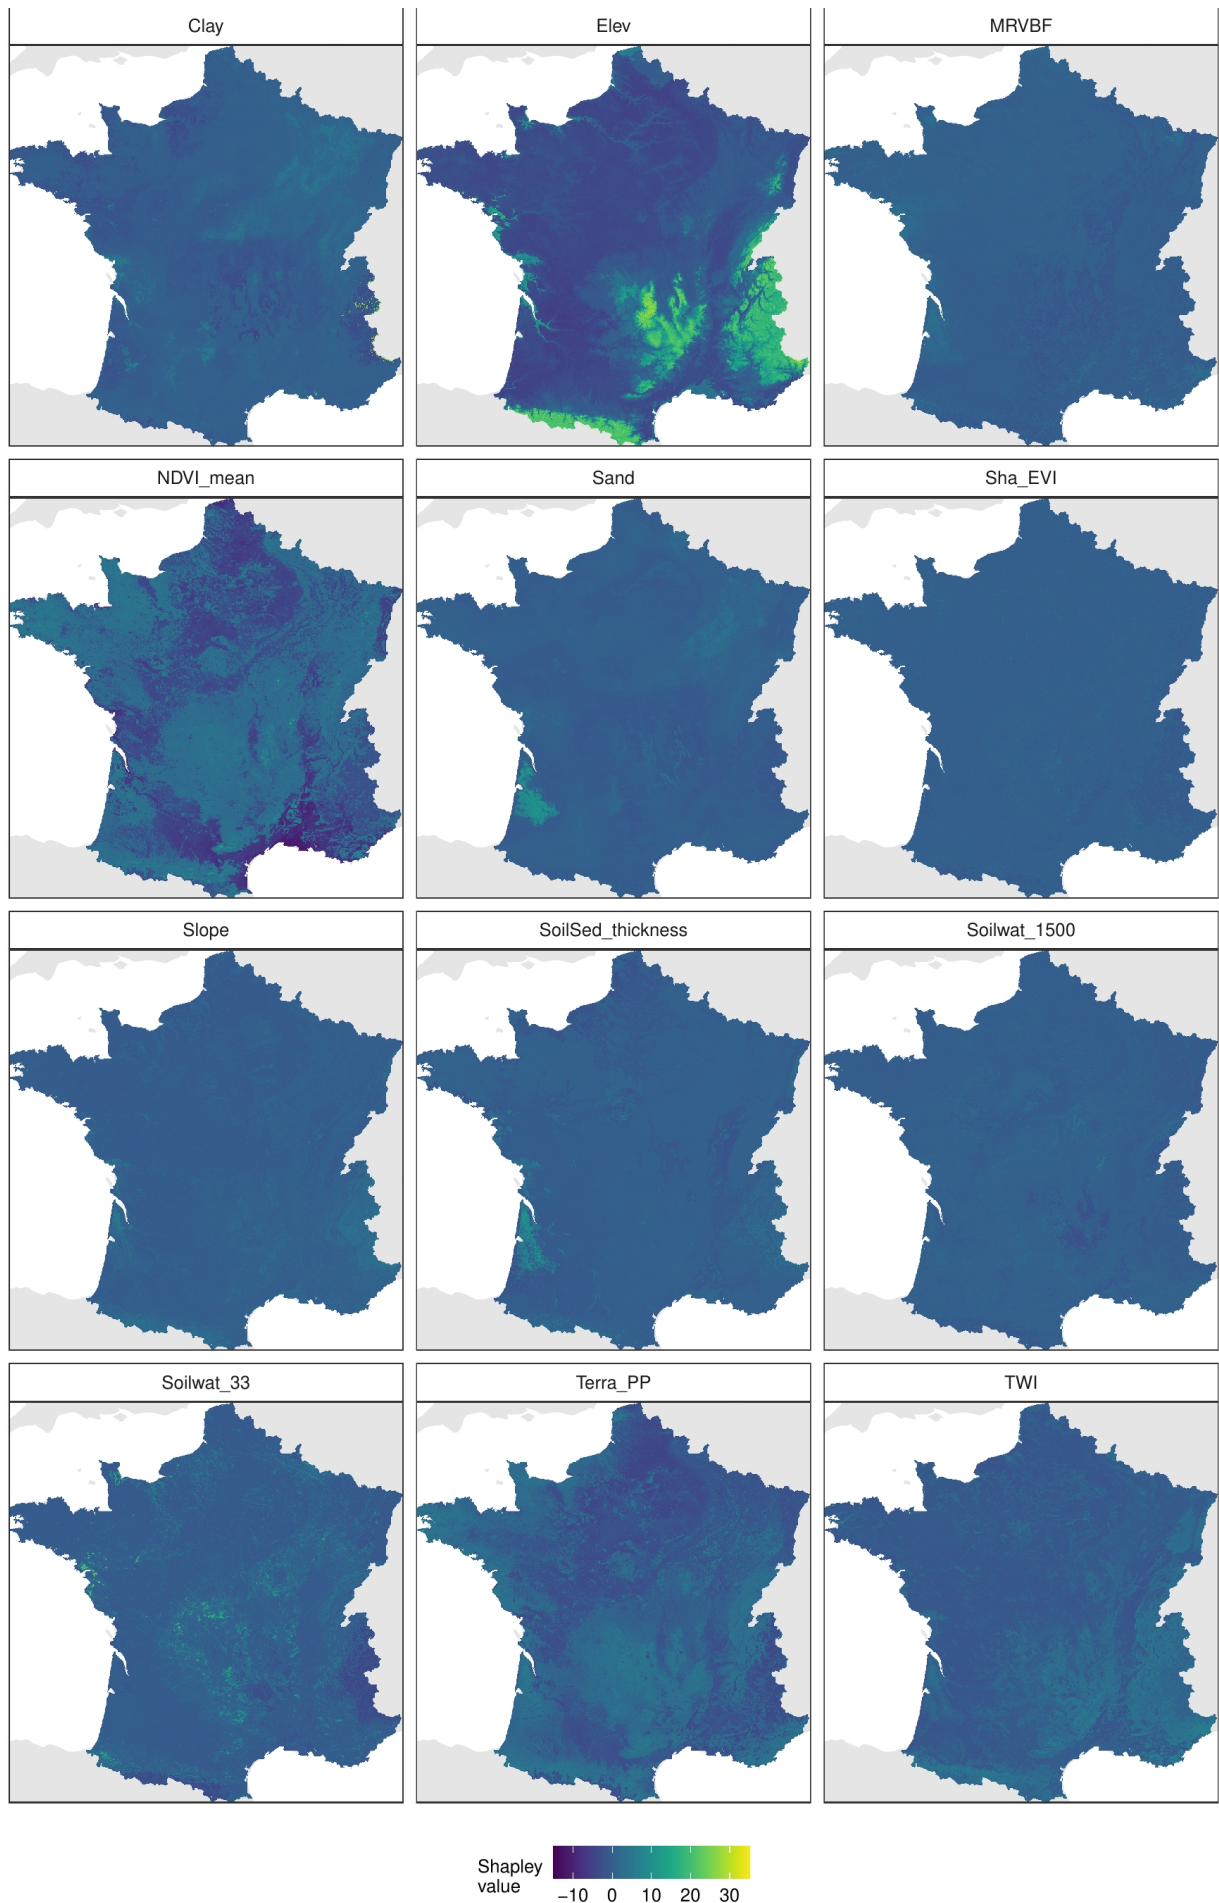 Clay
Elev
MRVBF
NDVI_mean
Sand
Sha_EVI
Slope
SoilSed_thickness
Soilwat_1500
Soilwat_33
Terra_PP
TWI
Shapley
value
−10 0 10 20 30